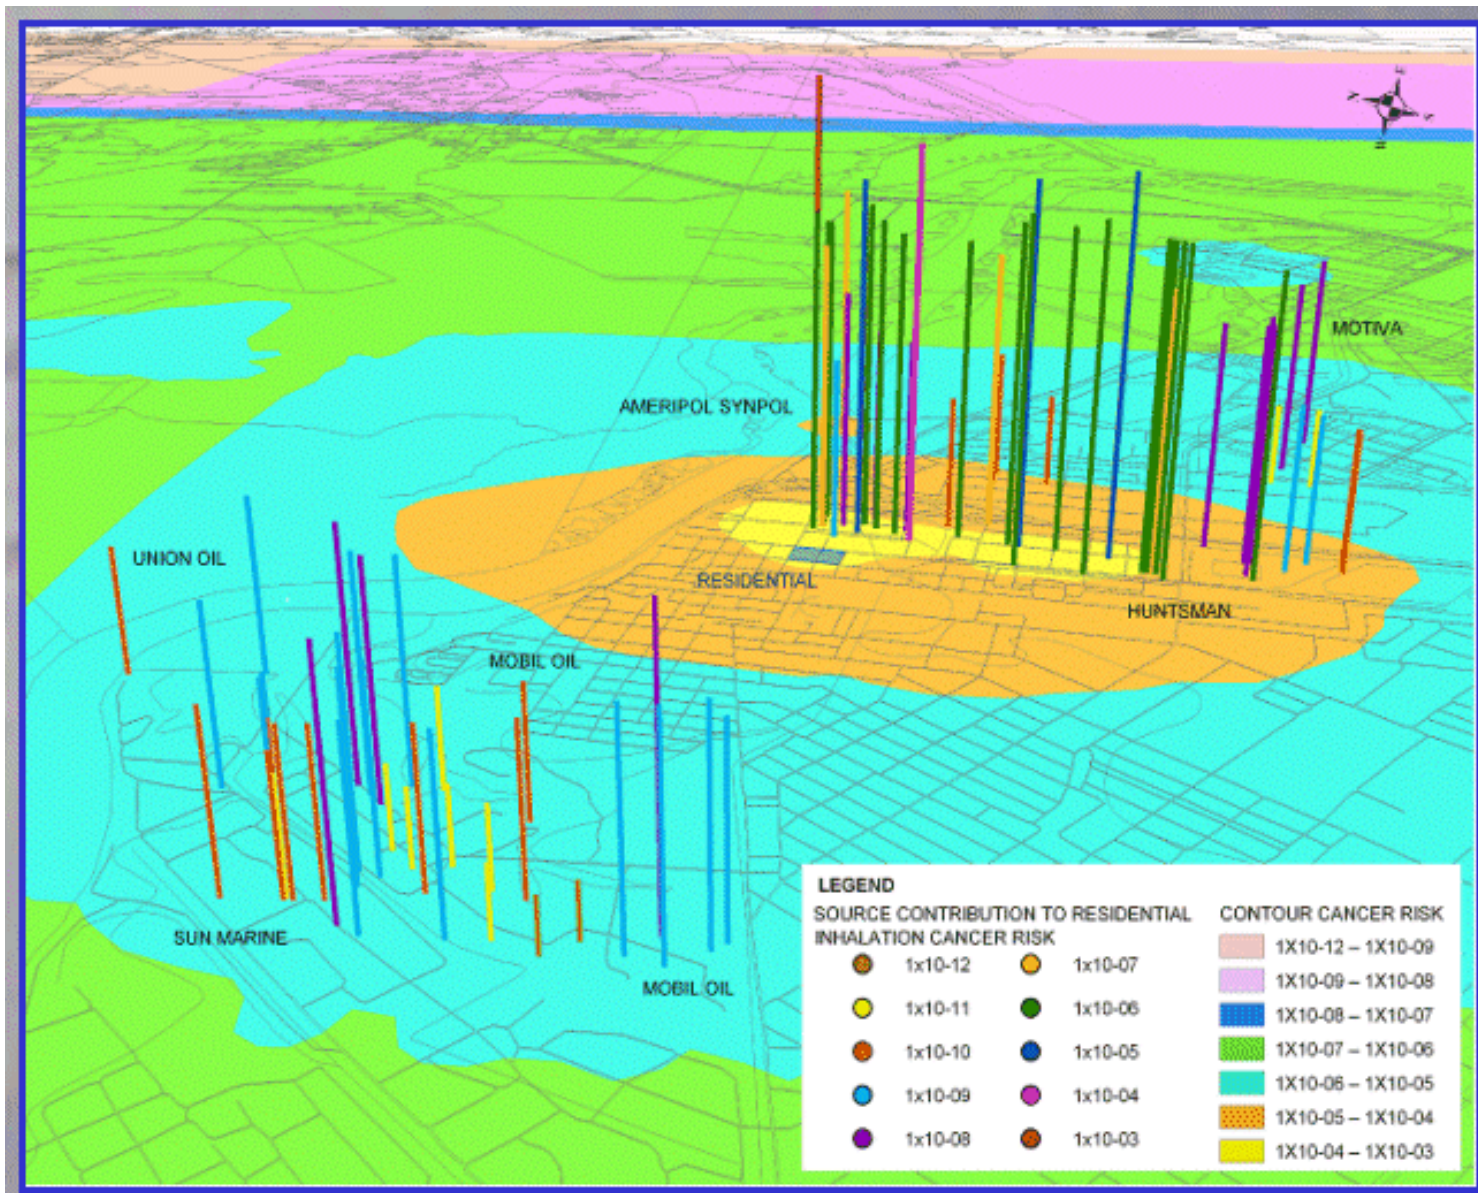 MOTIVA
AMERIPOL SYNPOL
UNION OIL
RESIDENTIAL
HUNTSMAN
MOBIL OIL
SUN MARINE
MOBIL OIL
LEGEND
SOURCE CONTRIBUTION TO RESIDENTIAL
INHALATION CANCER RISK
1x10-12
1x10-07
1x10-11
1x10-06
1x10-10
1x10-05
1x10-09
1x10-04
1x10-08
1x10-03
CONTOUR CANCER RISK
1X10-12 – 1X10-09
1X10-09 – 1X10-08
1X10-08 – 1X10-07
1X10-07 – 1X10-06
1X10-06 – 1X10-05
1X10-05 – 1X10-04
1X10-04 – 1X10-03